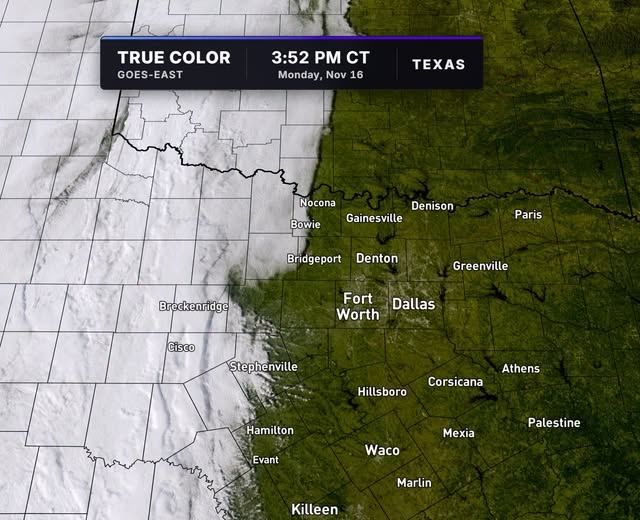 TRUE COLOR
GOES-EAST
3:52 PM CT
Monday, Nov 16
TEXAS
Nocona
Gainesville
Denison
Paris
Bowie
Bridgeport
Denton
Greenville
Breckenridge
Fort
Worth
Dallas
Cisco
Stephenville
Athens
Hillsboro
Corsicana
Hamilton
Palestine
Mexia
Evant
Waco
Marlin
Killeen